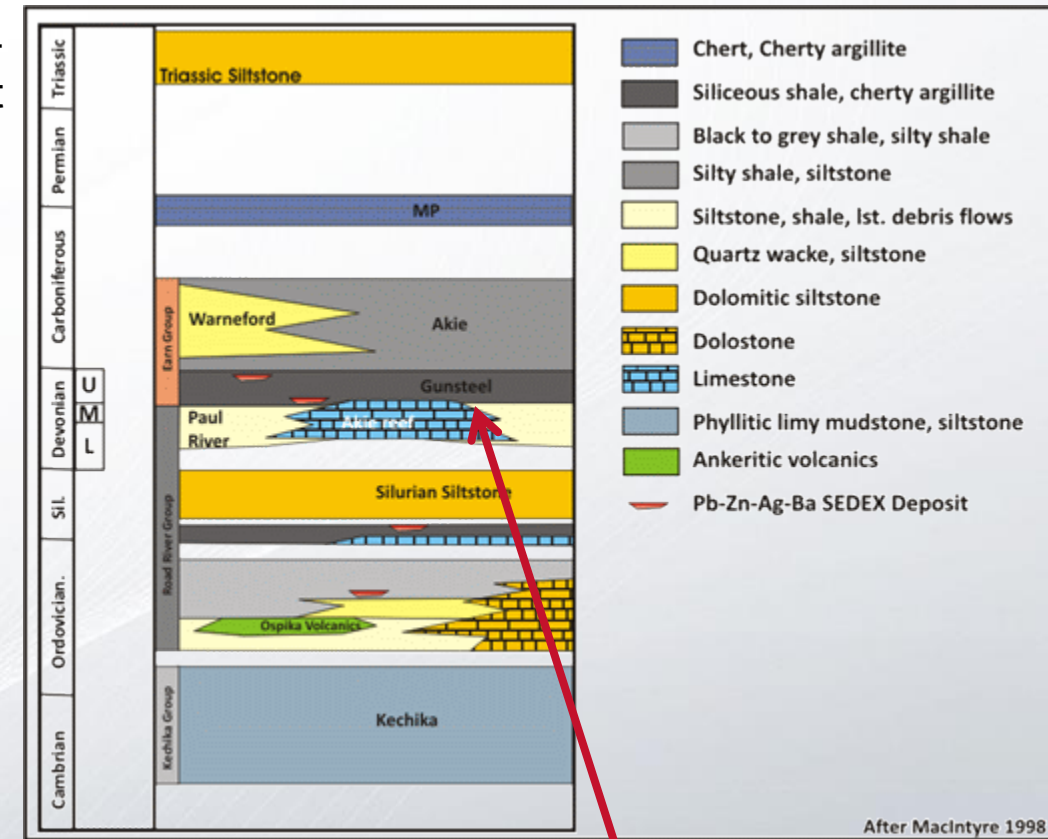 Triassic
Permian
Carboniferous
Devonian
Sil.
Ordovician.
Cambrian
U
M
L
Earn Group
Road River Group
Kechika Group
Triassic Siltstone
MP
Warneford
Akie
Gunsteel
Paul
River
Akie reef
Silurian Siltstone
Ospika Volcanics
Kechika
Chert, Cherty argillite
Siliceous shale, cherty argillite
Black to grey shale, silty shale
Silty shale, siltstone
Siltstone, shale, lst. debris flows
Quartz wacke, siltstone
Dolomitic siltstone
Dolostone
Limestone
Phyllitic limy mudstone, siltstone
Ankeritic volcanics
Pb-Zn-Ag-Ba SEDEX Deposit
After MacIntyre 1998